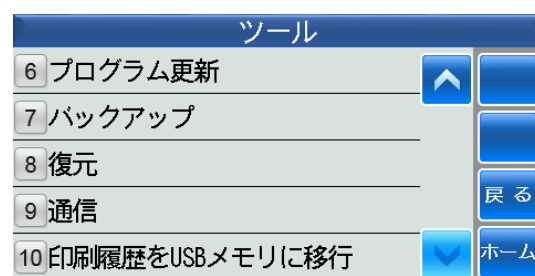 ツール
6 プログラム更新
7 バックアップ
8 復元
9 通信
10 印刷履歴をUSBメモリに移行
戻る
ホーム